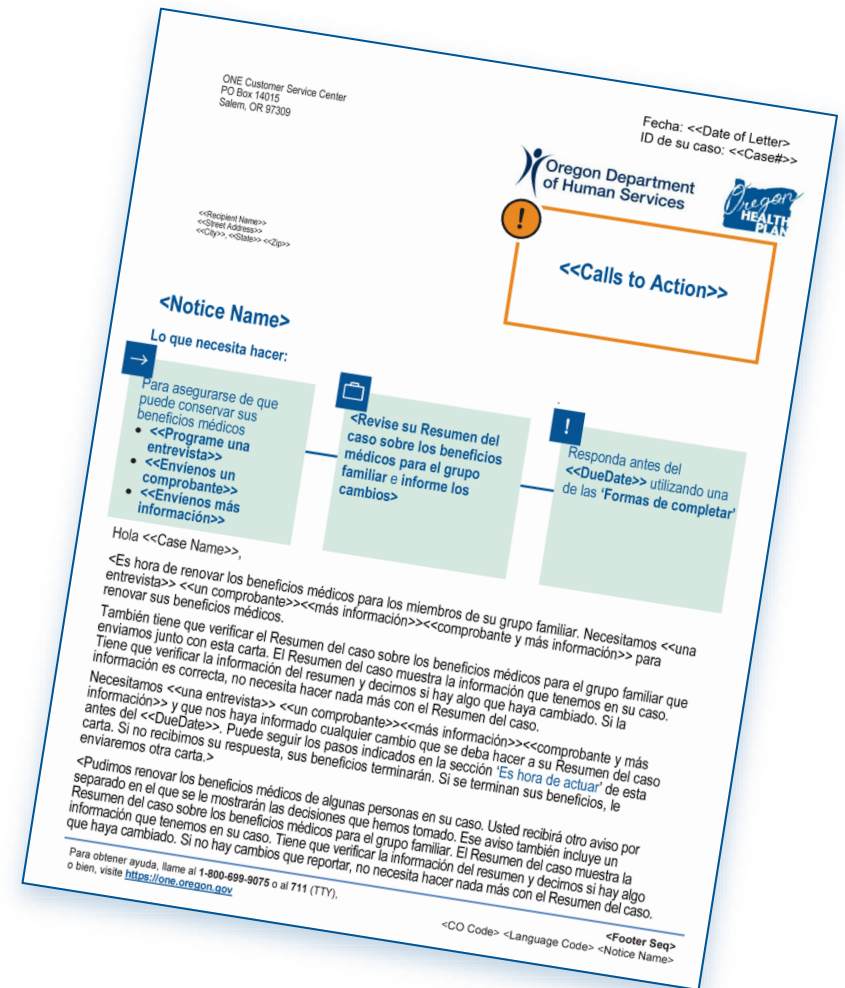 ONE Customer Service Center
PO Box 14015
Salem, OR 97309
Fecha: <<Date of Letter>
ID de su caso: <<Case#>>
Oregon Department
of Human Services
Oregon
HEALTH
PLAN
!
<<Calls to Action>>
<<Recipient Name>>
<<Street Address>>
<<City>>, <<State>> <<Zip>>
<Notice Name>
Lo que necesita hacer:
Para asegurarse de que
puede conservar sus
beneficios médicos
• <<Programe una
entrevista>>
• <<Envíenos un
comprobante>>
• <<Envíenos más
información>>
<Revise su Resumen del
caso sobre los beneficios
médicos para el grupo
familiar e informe los
cambios>
!
Responda antes del
<<DueDate>> utilizando una
de las ‘Formas de completar’
Hola <<Case Name>>,
<Es hora de renovar los beneficios médicos para los miembros de su grupo familiar. Necesitamos <<una
entrevista>> <<un comprobante>><<más información>><<comprobante y más información>> para
renovar sus beneficios médicos.
También tiene que verificar el Resumen del caso sobre los beneficios médicos para el grupo familiar que
enviamos junto con esta carta. El Resumen del caso muestra la información que tenemos en su caso.
Tiene que verificar la información del resumen y decirnos si hay algo que haya cambiado. Si la
información es correcta, no necesita hacer nada más con el Resumen del caso.
Necesitamos <<una entrevista>> <<un comprobante>><<más información>><<comprobante y más
información>> y que nos haya informado cualquier cambio que se deba hacer a su Resumen del caso
antes del <<DueDate>>. Puede seguir los pasos indicados en la sección ‘Es hora de actuar’ de esta
carta. Si no recibimos su respuesta, sus beneficios terminarán. Si se terminan sus beneficios, le
enviaremos otra carta.>
<Pudimos renovar los beneficios médicos de algunas personas en su caso. Usted recibirá otro aviso por
separado en el que se le mostrarán las decisiones que hemos tomado. Ese aviso también incluye un
Resumen del caso sobre los beneficios médicos para el grupo familiar. El Resumen del caso muestra la
información que tenemos en su caso. Tiene que verificar la información del resumen y decirnos si hay algo
que haya cambiado. Si no hay cambios que reportar, no necesita hacer nada más con el Resumen del caso.
Para obtener ayuda, llame al 1-800-699-9075 o al 711 (TTY),
o bien, visite https://one.oregon.gov
<Footer Seq>
<CO Code> <Language Code> <Notice Name>